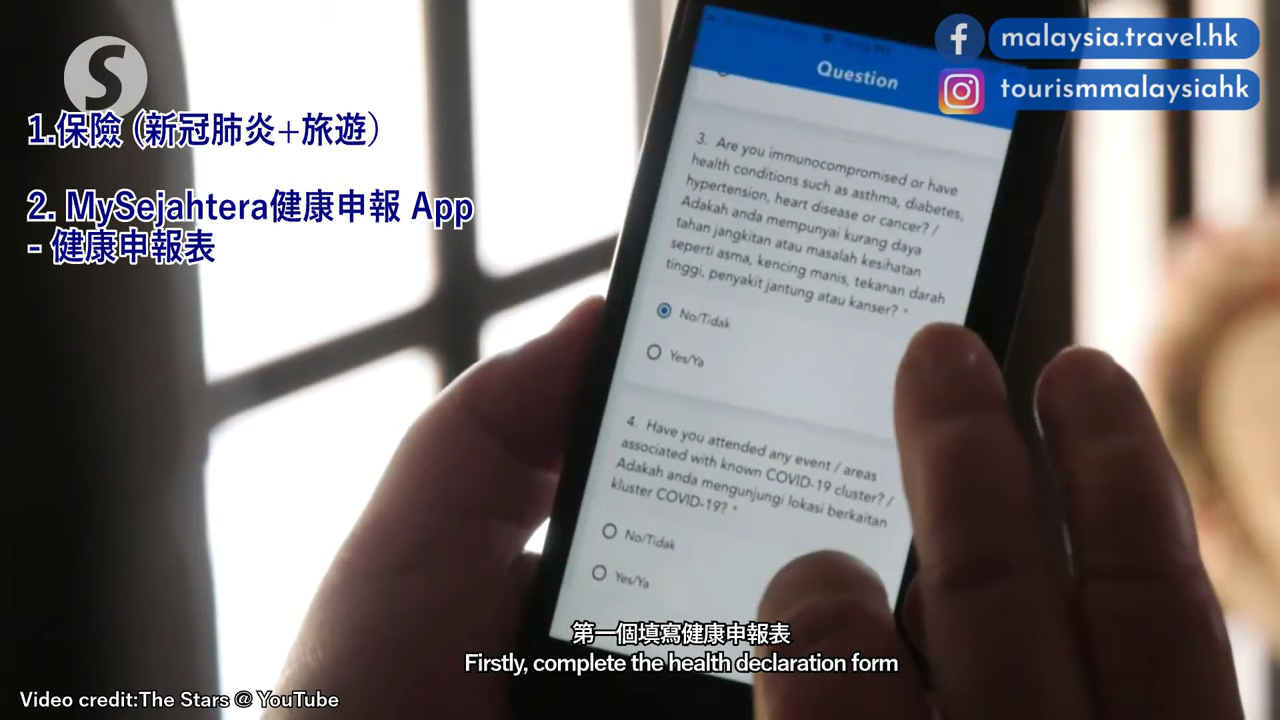 malaysia.travel.hk
tourismmalaysiahk
S
1.保險 (新冠肺炎+旅遊)
2. MySejahtera健康申報 App
- 健康申報表
Question
3. Are you immunocompromised or have
health conditions such as asthma, diabetes,
hypertension, heart disease or cancer? /
Adakah anda mempunyai kurang daya
tahan jangkitan atau masalah kesihatan
seperti asma, kencing manis, tekanan darah
tinggi, penyakit jantung atau kanser? *
No/Tidak
Yes/Ya
4. Have you attended any event / areas
associated with known COVID-19 cluster? /
Adakah anda mengunjungi lokasi berkaitan
kluster COVID-19? *
No/Tidak
Yes/Ya
第一個填寫健康申報表
Firstly, complete the health declaration form
Video credit:The Stars @ YouTube